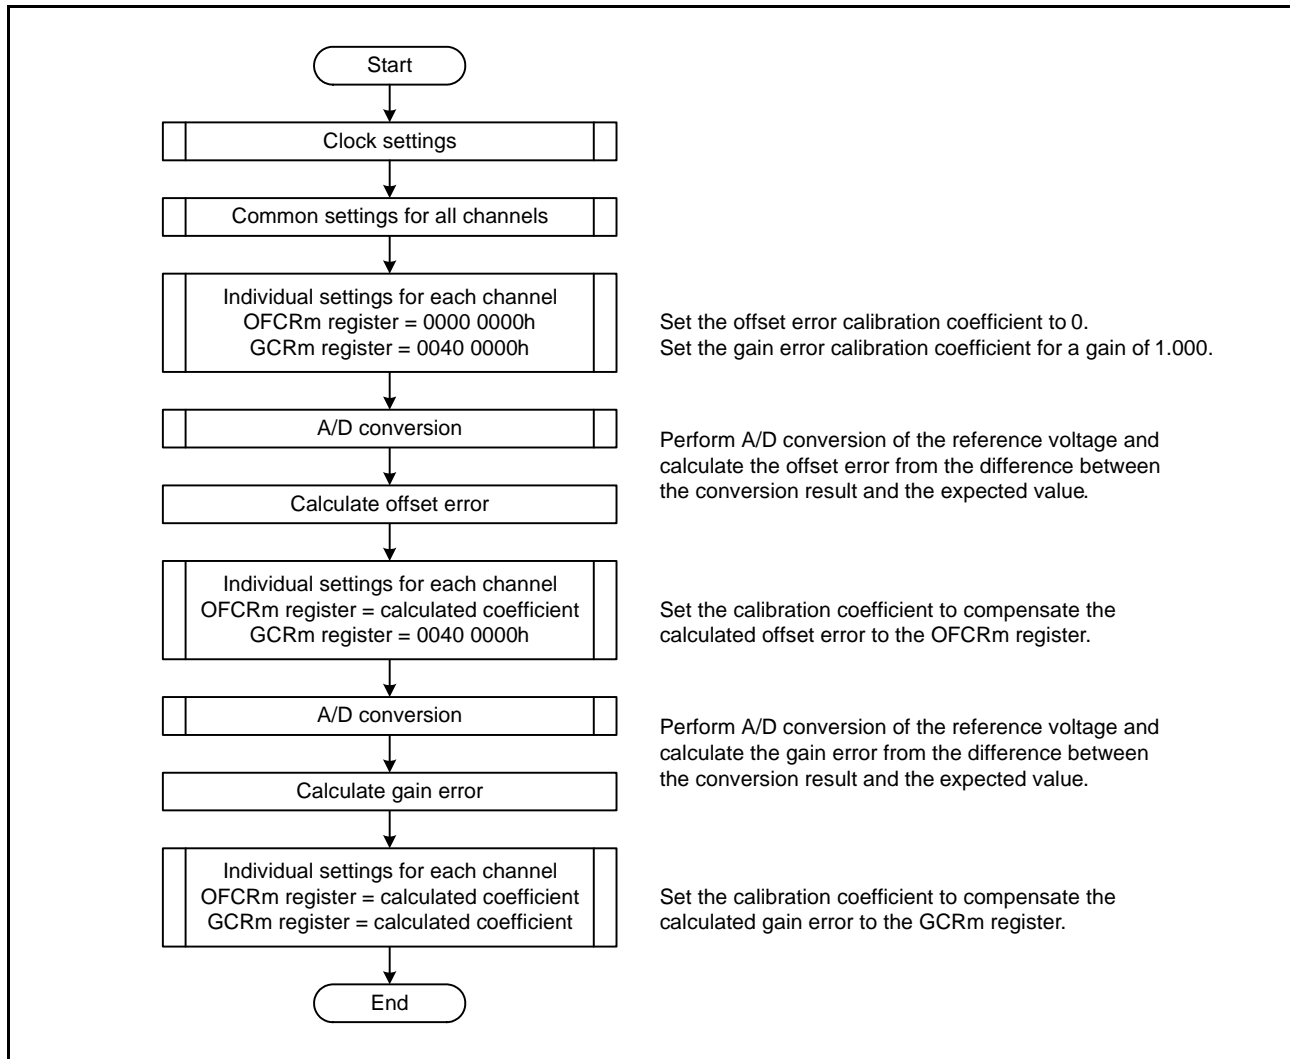 Start
Clock settings
Common settings for all channels
Individual settings for each channel
OFCRm register = 0000 0000h
GCRm register = 0040 0000h
Set the offset error calibration coefficient to 0.
Set the gain error calibration coefficient for a gain of 1.000.
A/D conversion
Perform A/D conversion of the reference voltage and
calculate the offset error from the difference between
the conversion result and the expected value.
Calculate offset error
Individual settings for each channel
OFCRm register = calculated coefficient
GCRm register = 0040 0000h
Set the calibration coefficient to compensate the
calculated offset error to the OFCRm register.
A/D conversion
Perform A/D conversion of the reference voltage and
calculate the gain error from the difference between
the conversion result and the expected value.
Calculate gain error
Individual settings for each channel
OFCRm register = calculated coefficient
GCRm register = calculated coefficient
Set the calibration coefficient to compensate the
calculated gain error to the GCRm register.
End